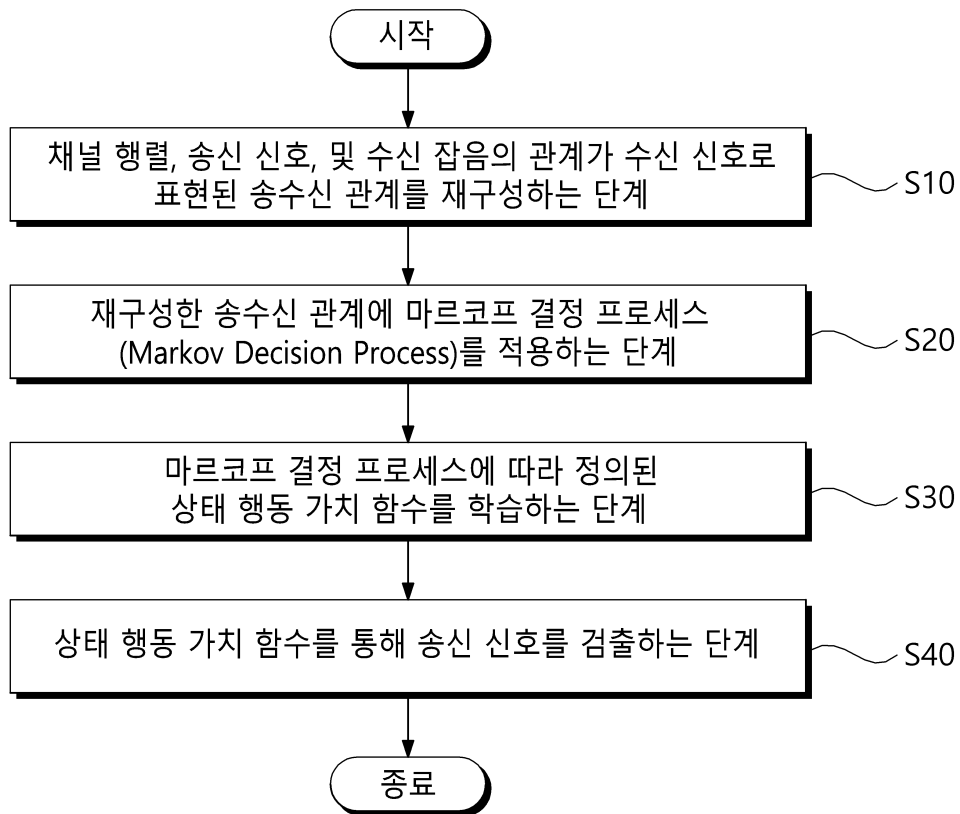 시작
채널 행렬, 송신 신호, 및 수신 잡음의 관계가 수신 신호로
표현된 송수신 관계를 재구성하는 단계
S10
재구성한 송수신 관계에 마르코프 결정 프로세스
(Markov Decision Process)를 적용하는 단계
S20
마르코프 결정 프로세스에 따라 정의된
상태 행동 가치 함수를 학습하는 단계
S30
상태 행동 가치 함수를 통해 송신 신호를 검출하는 단계
S40
종료